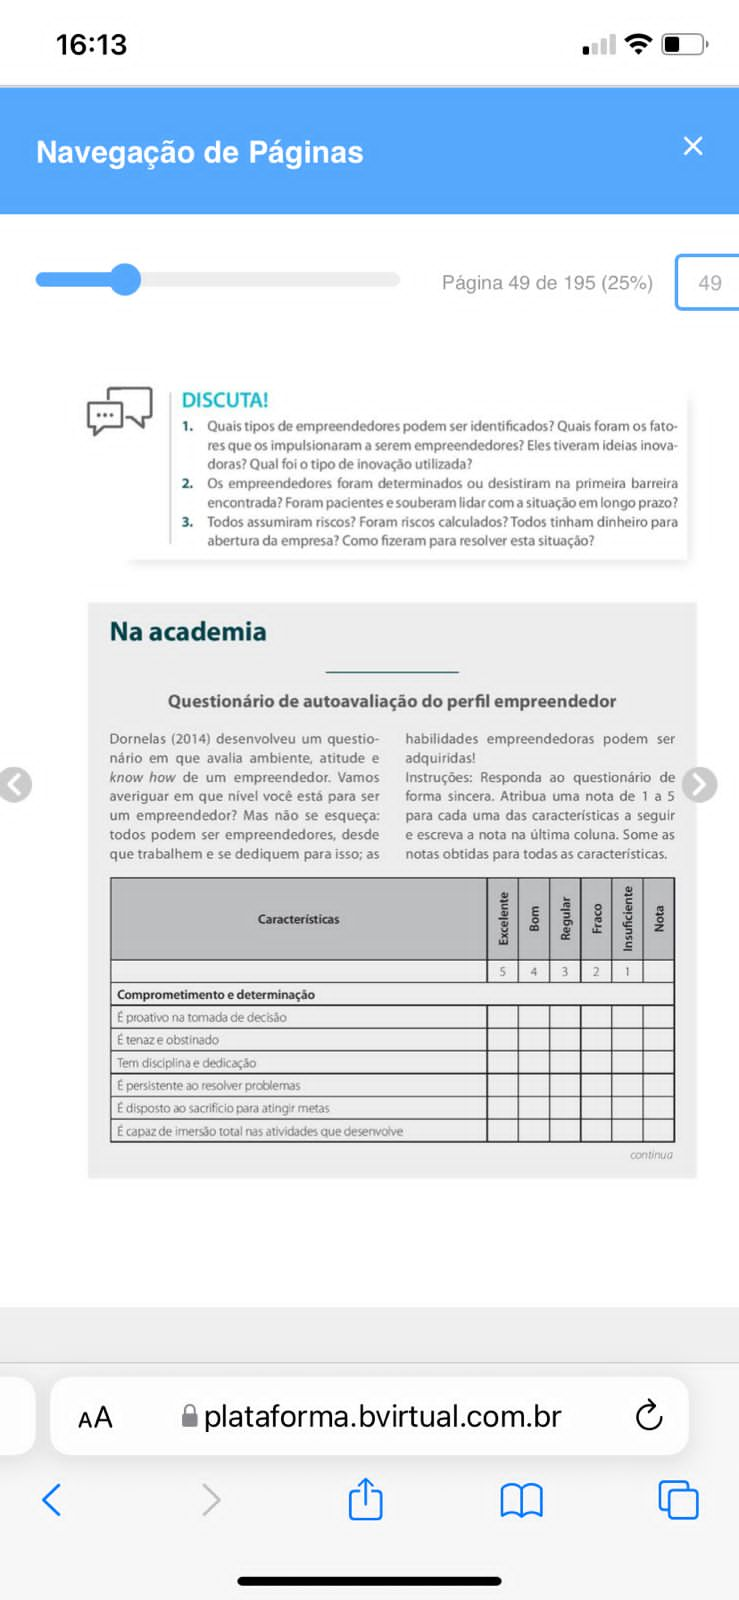 16:13
Navegação de Páginas
Página 49 de 195 (25%)
49
DISCUTA!
1. Quais tipos de empreendedores podem ser identificados? Quais foram os fato-
res que os impulsionaram a serem empreendedores? Eles tiveram ideias inova-
doras? Qual foi o tipo de inovação utilizada?
2. Os empreendedores foram determinados ou desistiram na primeira barreira
encontrada? Foram pacientes e souberam lidar com a situação em longo prazo?
3. Todos assumiram riscos? Foram riscos calculados? Todos tinham dinheiro para
abertura da empresa? Como fizeram para resolver esta situação?
Na academia
Questionário de autoavaliação do perfil empreendedor
Dornelas (2014) desenvolveu um questio-
nário em que avalia ambiente, atitude e
know how de um empreendedor. Vamos
averiguar em que nível você está para ser
um empreendedor? Mas não se esqueça:
todos podem ser empreendedores, desde
que trabalhem e se dediquem para isso; as
habilidades empreendedoras podem ser
adquiridas!
Instruções: Responda ao questionário de
forma sincera. Atribua uma nota de 1 a 5
para cada uma das características a seguir
e escreva a nota na última coluna. Some as
notas obtidas para todas as características.
Características Excelente Bom Regular Fraco Insuficiente Nota
5 4 3 2 1
Comprometimento e determinação
É proativo na tomada de decisão
É tenaz e obstinado
Tem disciplina e dedicação
É persistente ao resolver problemas
É disposto ao sacrifício para atingir metas
É capaz de imersão total nas atividades que desenvolve
continua
AA plataforma.bvirtual.com.br